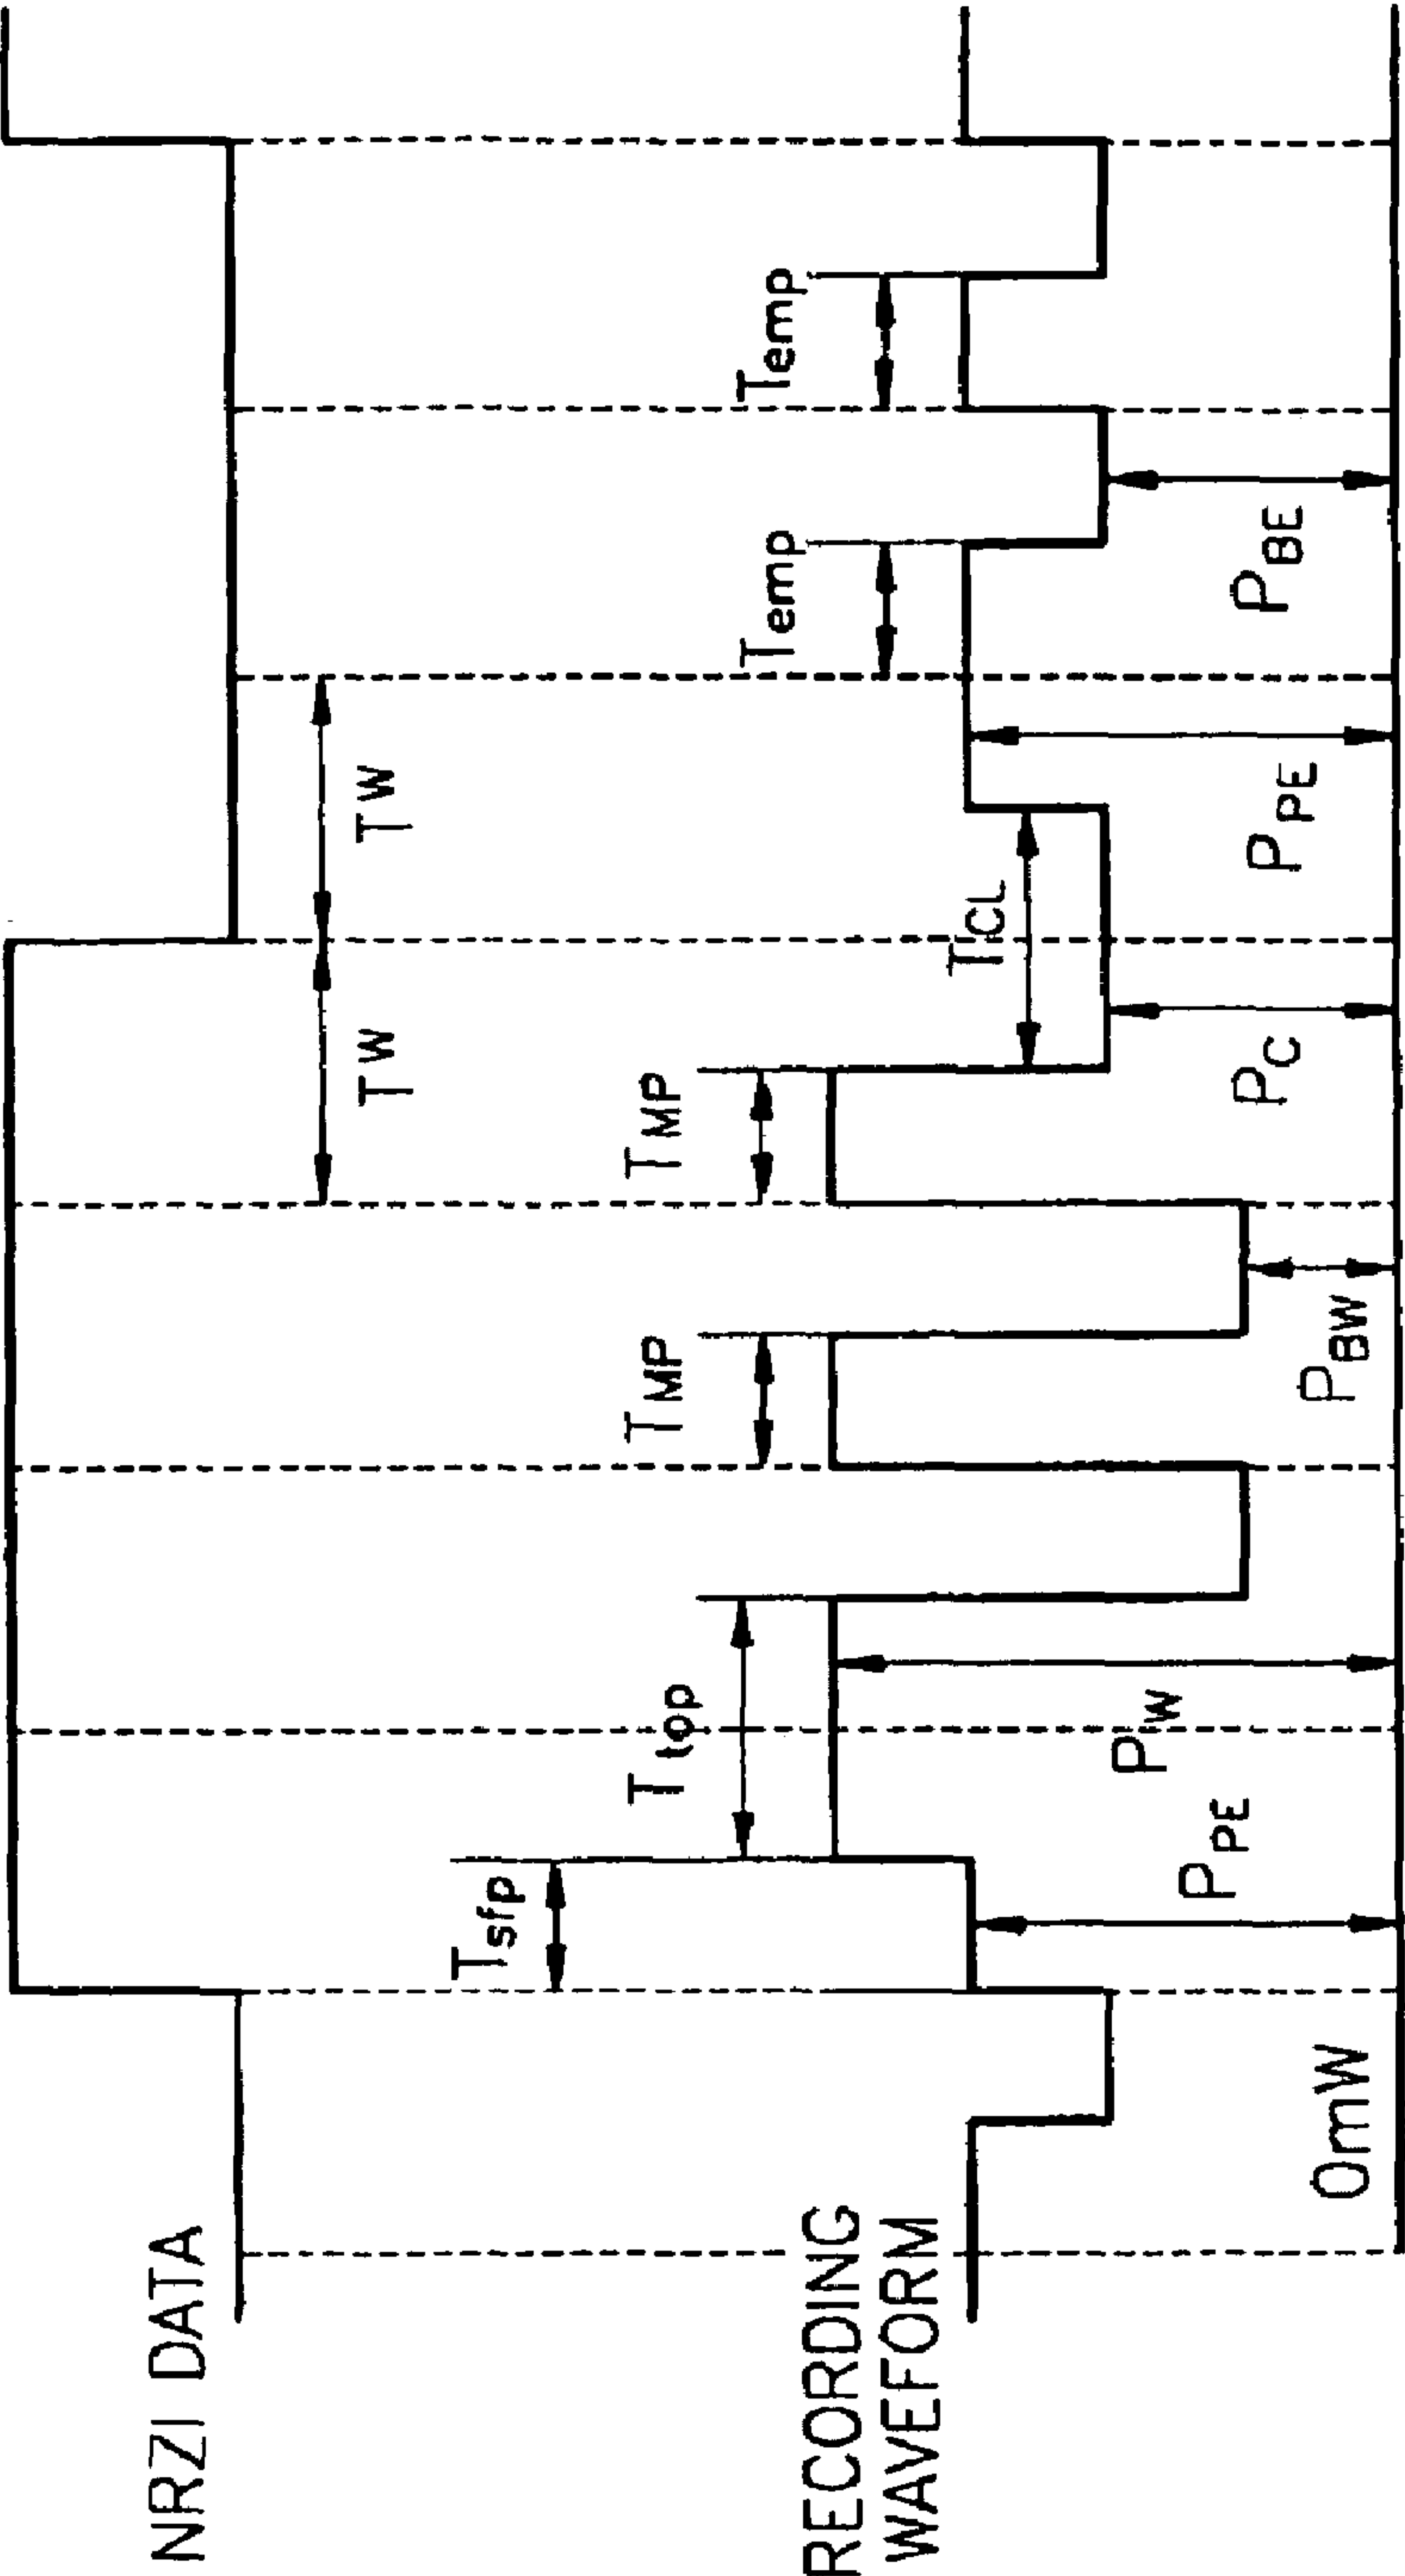 NRZI DATA
TW
TW
RECORDING
WAVEFORM
Tsfp
Ttop
TMP
TMP
TCL
Temp
Temp
0mW
PPE
PW
PBW
PC
PPE
PBE